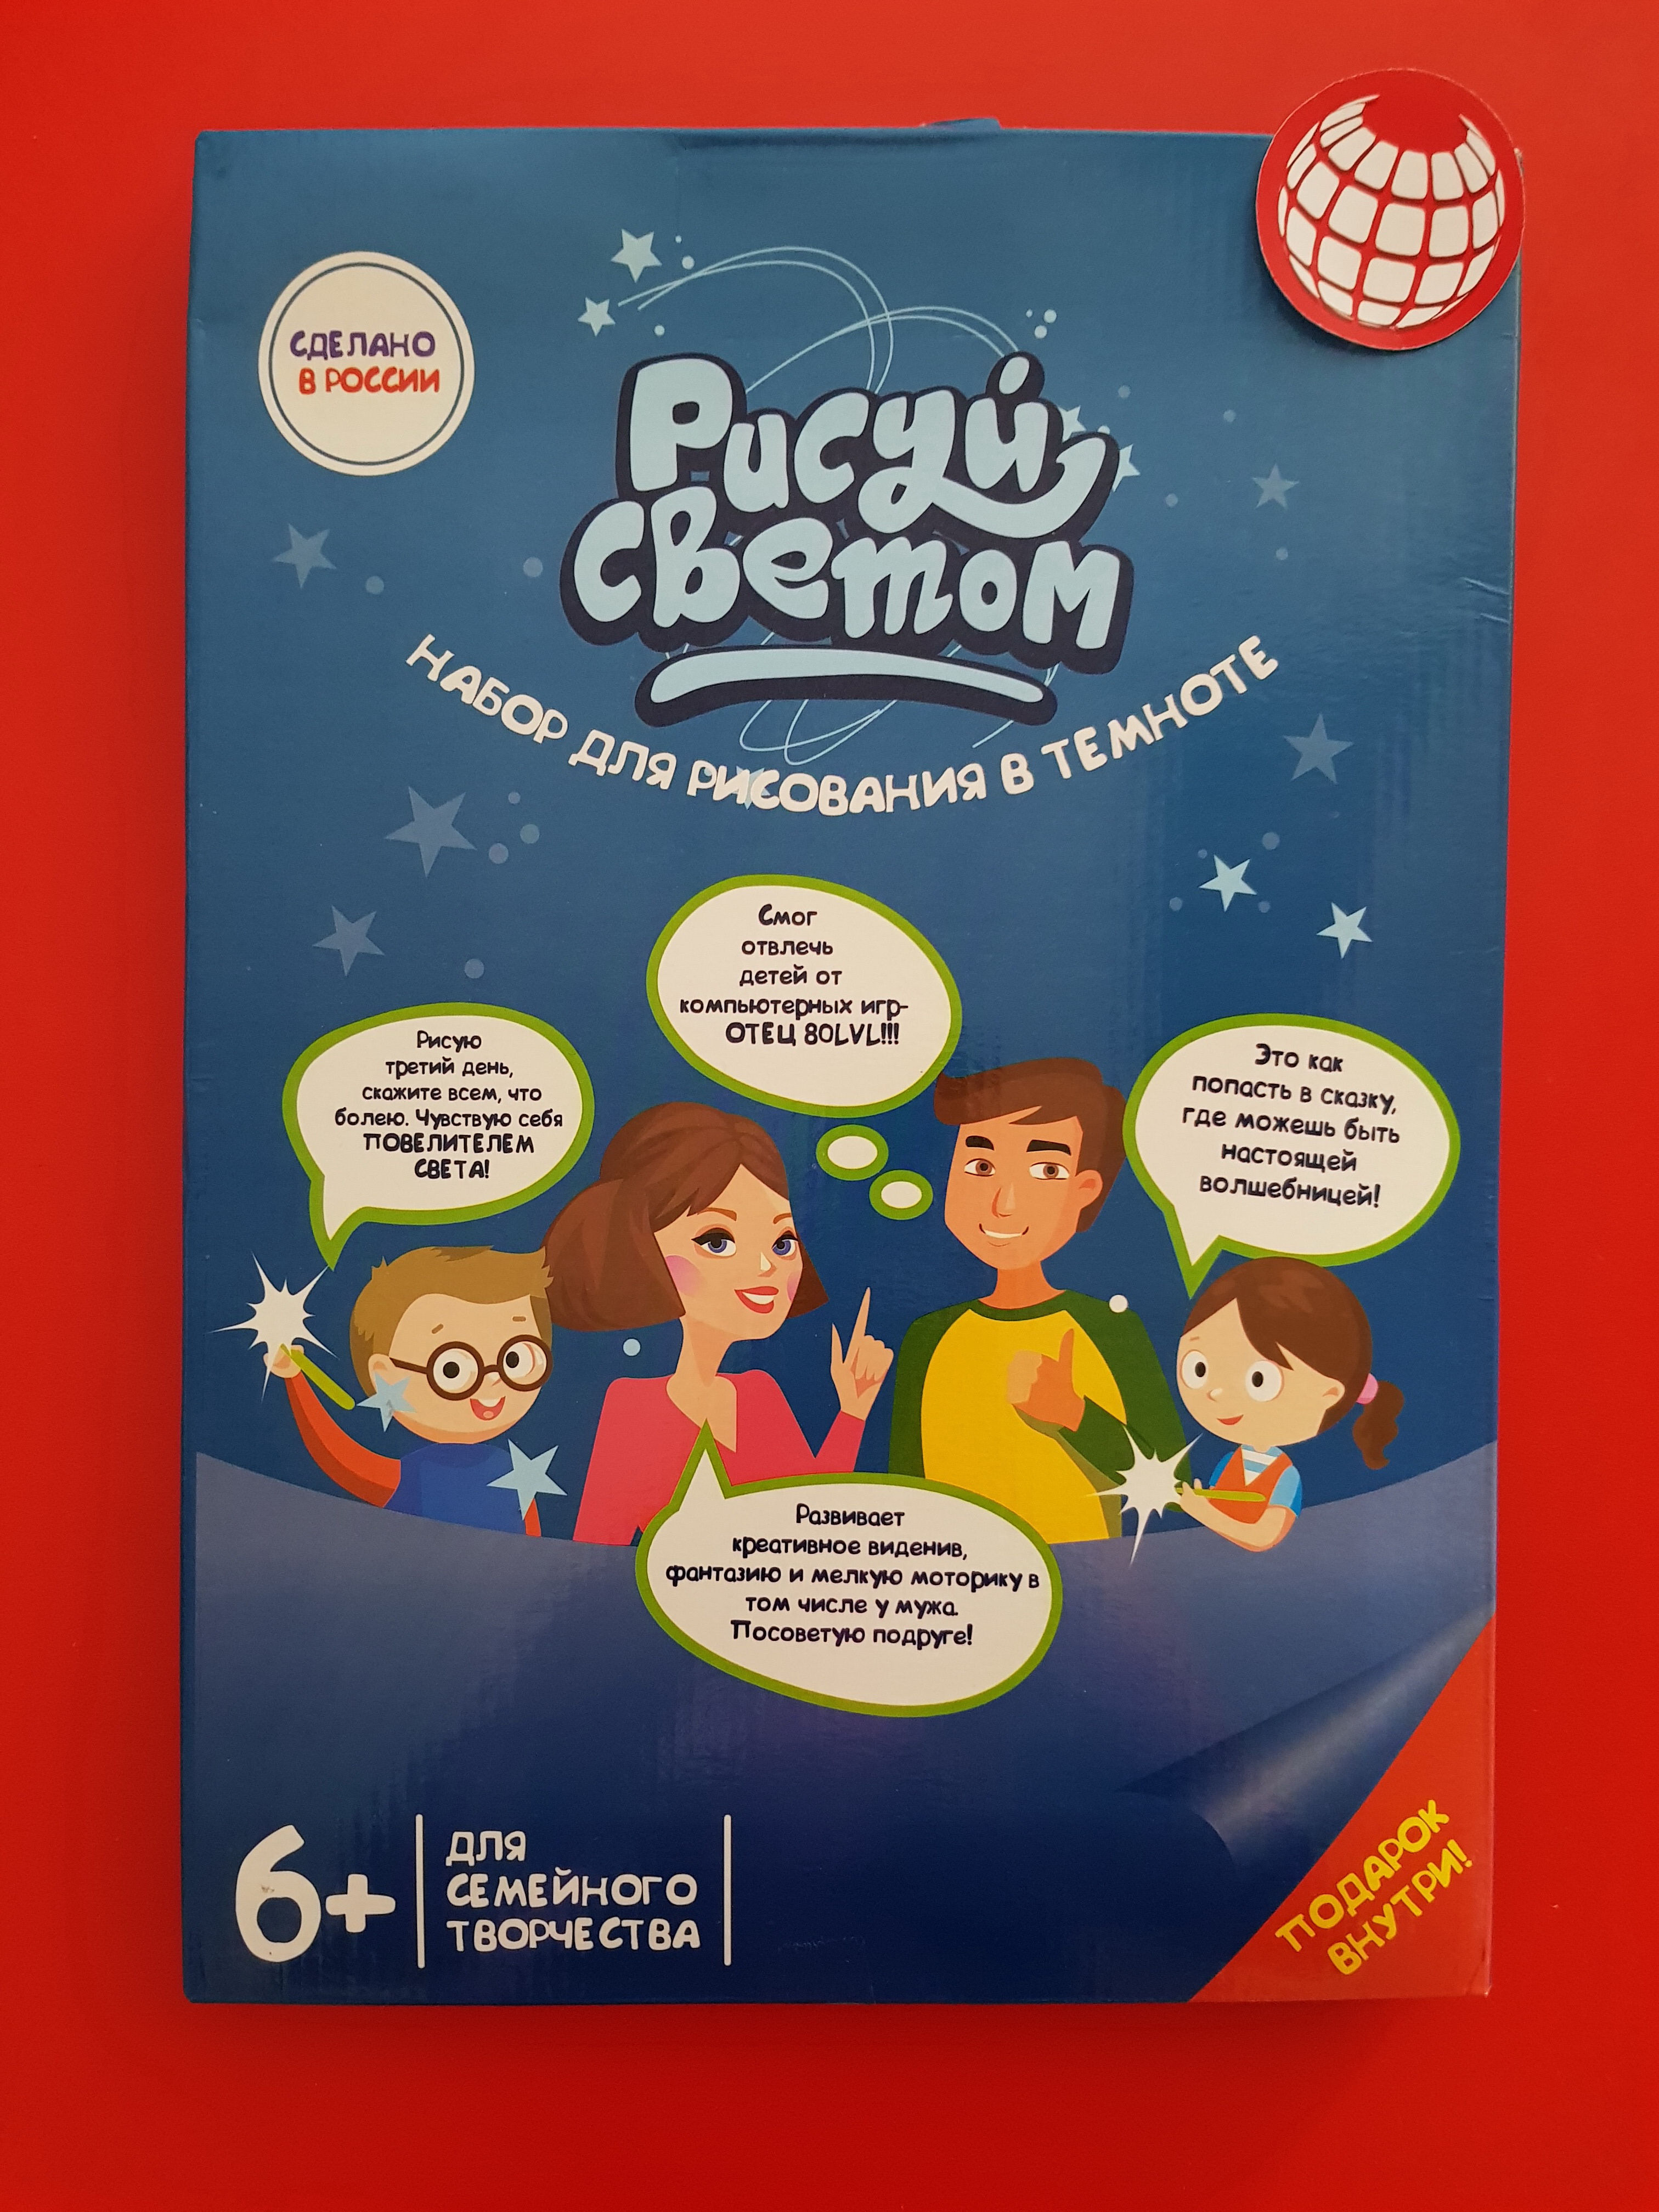 СДЕЛАНО
В РОССИИ
Рисуй
светом
НАБОР ДЛЯ РИСОВАНИЯ В ТЕМНОТЕ
Смог
отвлечь
детей от
компьютерных игр-
ОТЕЦ 80LVL!!!
Рисую
третий день,
скажите всем, что
болею. Чувствую себя
ПОВЕЛИТЕЛЕМ
СВЕТА!
Это как
попасть в сказку,
где можешь быть
настоящей
волшебницей!
Развивает
креативное виденив,
фантазию и мелкую моторику в
том числе у мужа.
Посоветую подруге!
6+
ДЛЯ
СЕМЕЙНОГО
ТВОРЧЕСТВА
ПОДАРОК
ВНУТРИ!